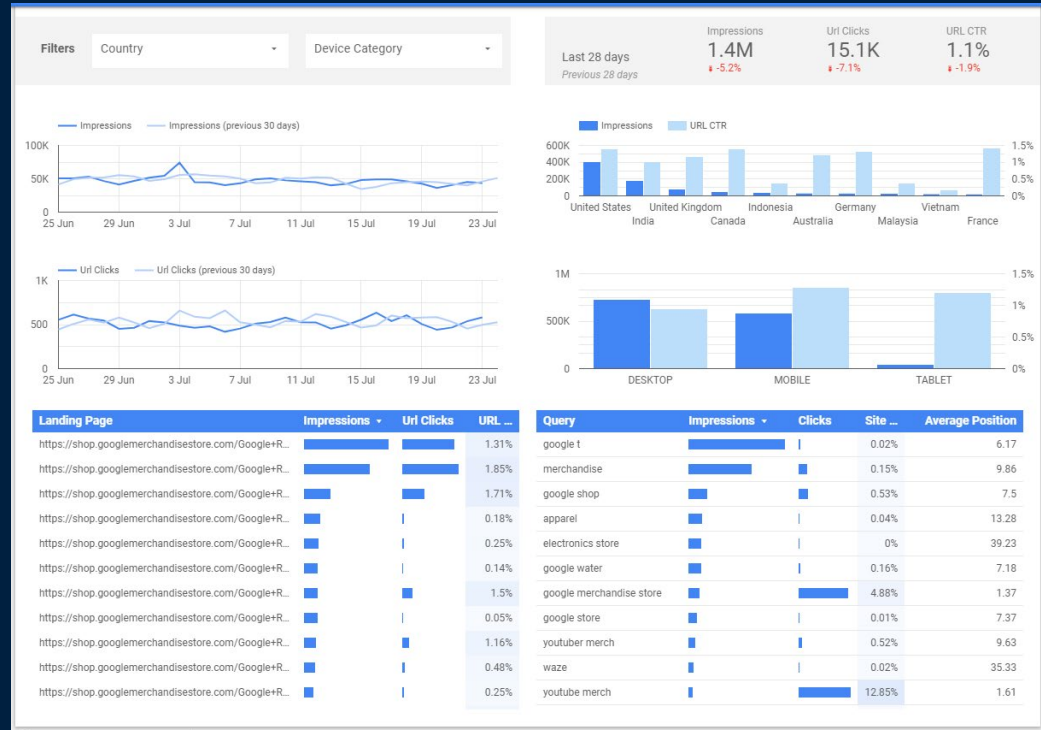 Filters Country Device Category
Impressions Url Clicks URL CTR
Last 28 days 1.4M 15.1K 1.1%
Previous 28 days -5.2% -7.1% -1.9%
Impressions Impressions (previous 30 days)
100K
50K
0
25 Jun 29 Jun 3 Jul 7 Jul 11 Jul 15 Jul 19 Jul 23 Jul
Impressions URL CTR
600K 1.5%
400K 1%
200K 0.5%
0 0%
United States United Kingdom Indonesia Germany Vietnam
India Canada Australia Malaysia France
Url Clicks Url Clicks (previous 30 days)
1K
500
0
25 Jun 29 Jun 3 Jul 7 Jul 11 Jul 15 Jul 19 Jul 23 Jul
1M 1.5%
1%
500K
0.5%
0 0%
DESKTOP MOBILE TABLET
Landing Page Impressions Url Clicks URL ...
https://shop.googlemerchandisestore.com/Google+R... 1.31%
https://shop.googlemerchandisestore.com/Google+R... 1.85%
https://shop.googlemerchandisestore.com/Google+R... 1.71%
https://shop.googlemerchandisestore.com/Google+R... 0.18%
https://shop.googlemerchandisestore.com/Google+R... 0.25%
https://shop.googlemerchandisestore.com/Google+R... 0.14%
https://shop.googlemerchandisestore.com/Google+R... 1.5%
https://shop.googlemerchandisestore.com/Google+R... 0.05%
https://shop.googlemerchandisestore.com/Google+R... 1.16%
https://shop.googlemerchandisestore.com/Google+R... 0.48%
https://shop.googlemerchandisestore.com/Google+R... 0.25%
Query Impressions Clicks Site ... Average Position
google t 0.02% 6.17
merchandise 0.15% 9.86
google shop 0.53% 7.5
apparel 0.04% 13.28
electronics store 0% 39.23
google water 0.16% 7.18
google merchandise store 4.88% 1.37
google store 0.01% 7.37
youtuber merch 0.52% 9.63
waze 0.02% 35.33
youtube merch 12.85% 1.61